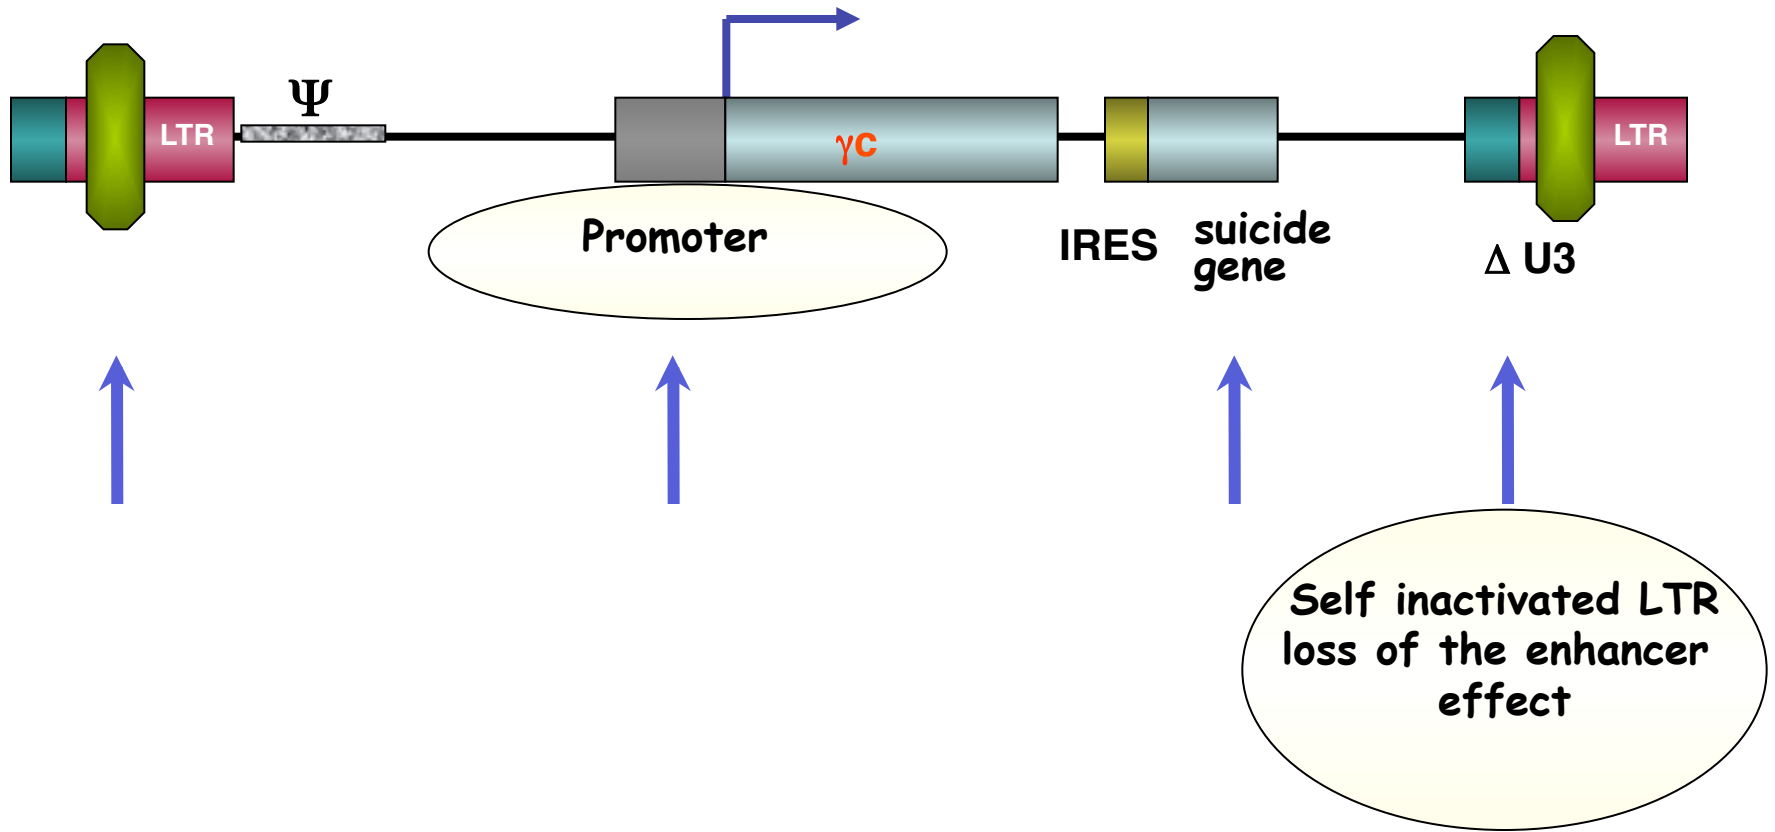 Ψ
LTR
γc
LTR
Promoter
IRES
suicide
gene
Δ U3
Self inactivated LTR
loss of the enhancer
effect